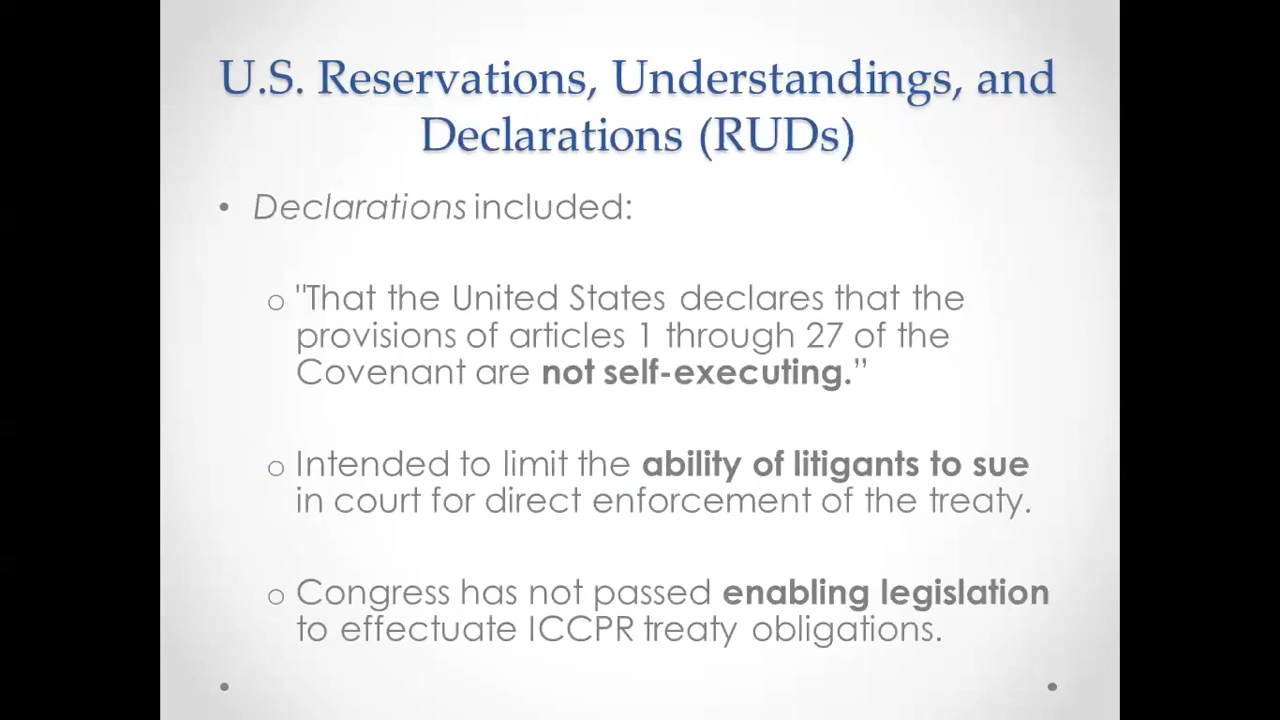 U.S. Reservations, Understandings, and
Declarations (RUDs)
• Declarations included:
o "That the United States declares that the
provisions of articles 1 through 27 of the
Covenant are not self-executing.”
o Intended to limit the ability of litigants to sue
in court for direct enforcement of the treaty.
o Congress has not passed enabling legislation
to effectuate ICCPR treaty obligations.